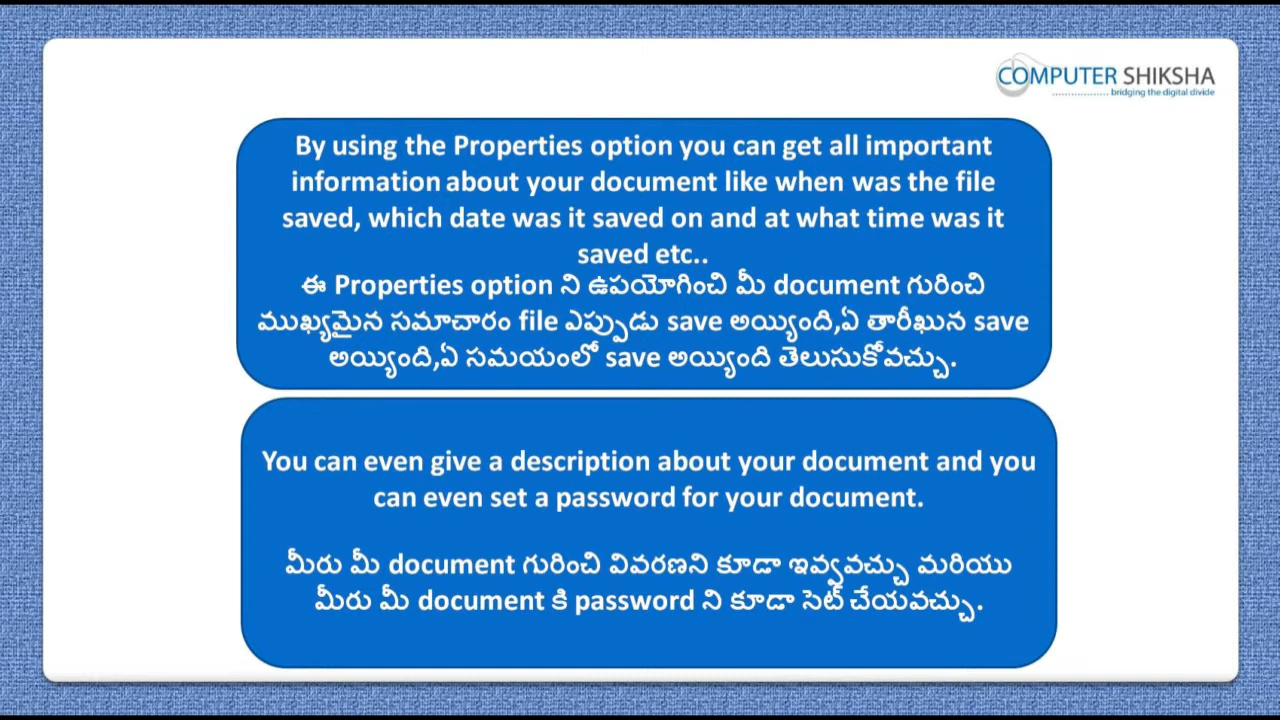 COMPUTER SHIKSHA
bridging the digital divide
By using the Properties option you can get all important
information about your document like when was the file
saved, which date was it saved on and at what time was it
saved etc..
ఈ Properties option ని ఉపయోగించి మీ document గురించి
ముఖ్యమైన సమాచారం file ఎప్పుడు save అయ్యింది,ఏ తారీఖున save
అయ్యింది,ఏ సమయంలో save అయ్యింది తెలుసుకోవచ్చు.
You can even give a description about your document and you
can even set a password for your document.
మీరు మీ document గురించి వివరణని కూడా ఇవ్వవచ్చు మరియు
మీరు మీ document కి password ని కూడా సెట్ చేయవచ్చు.